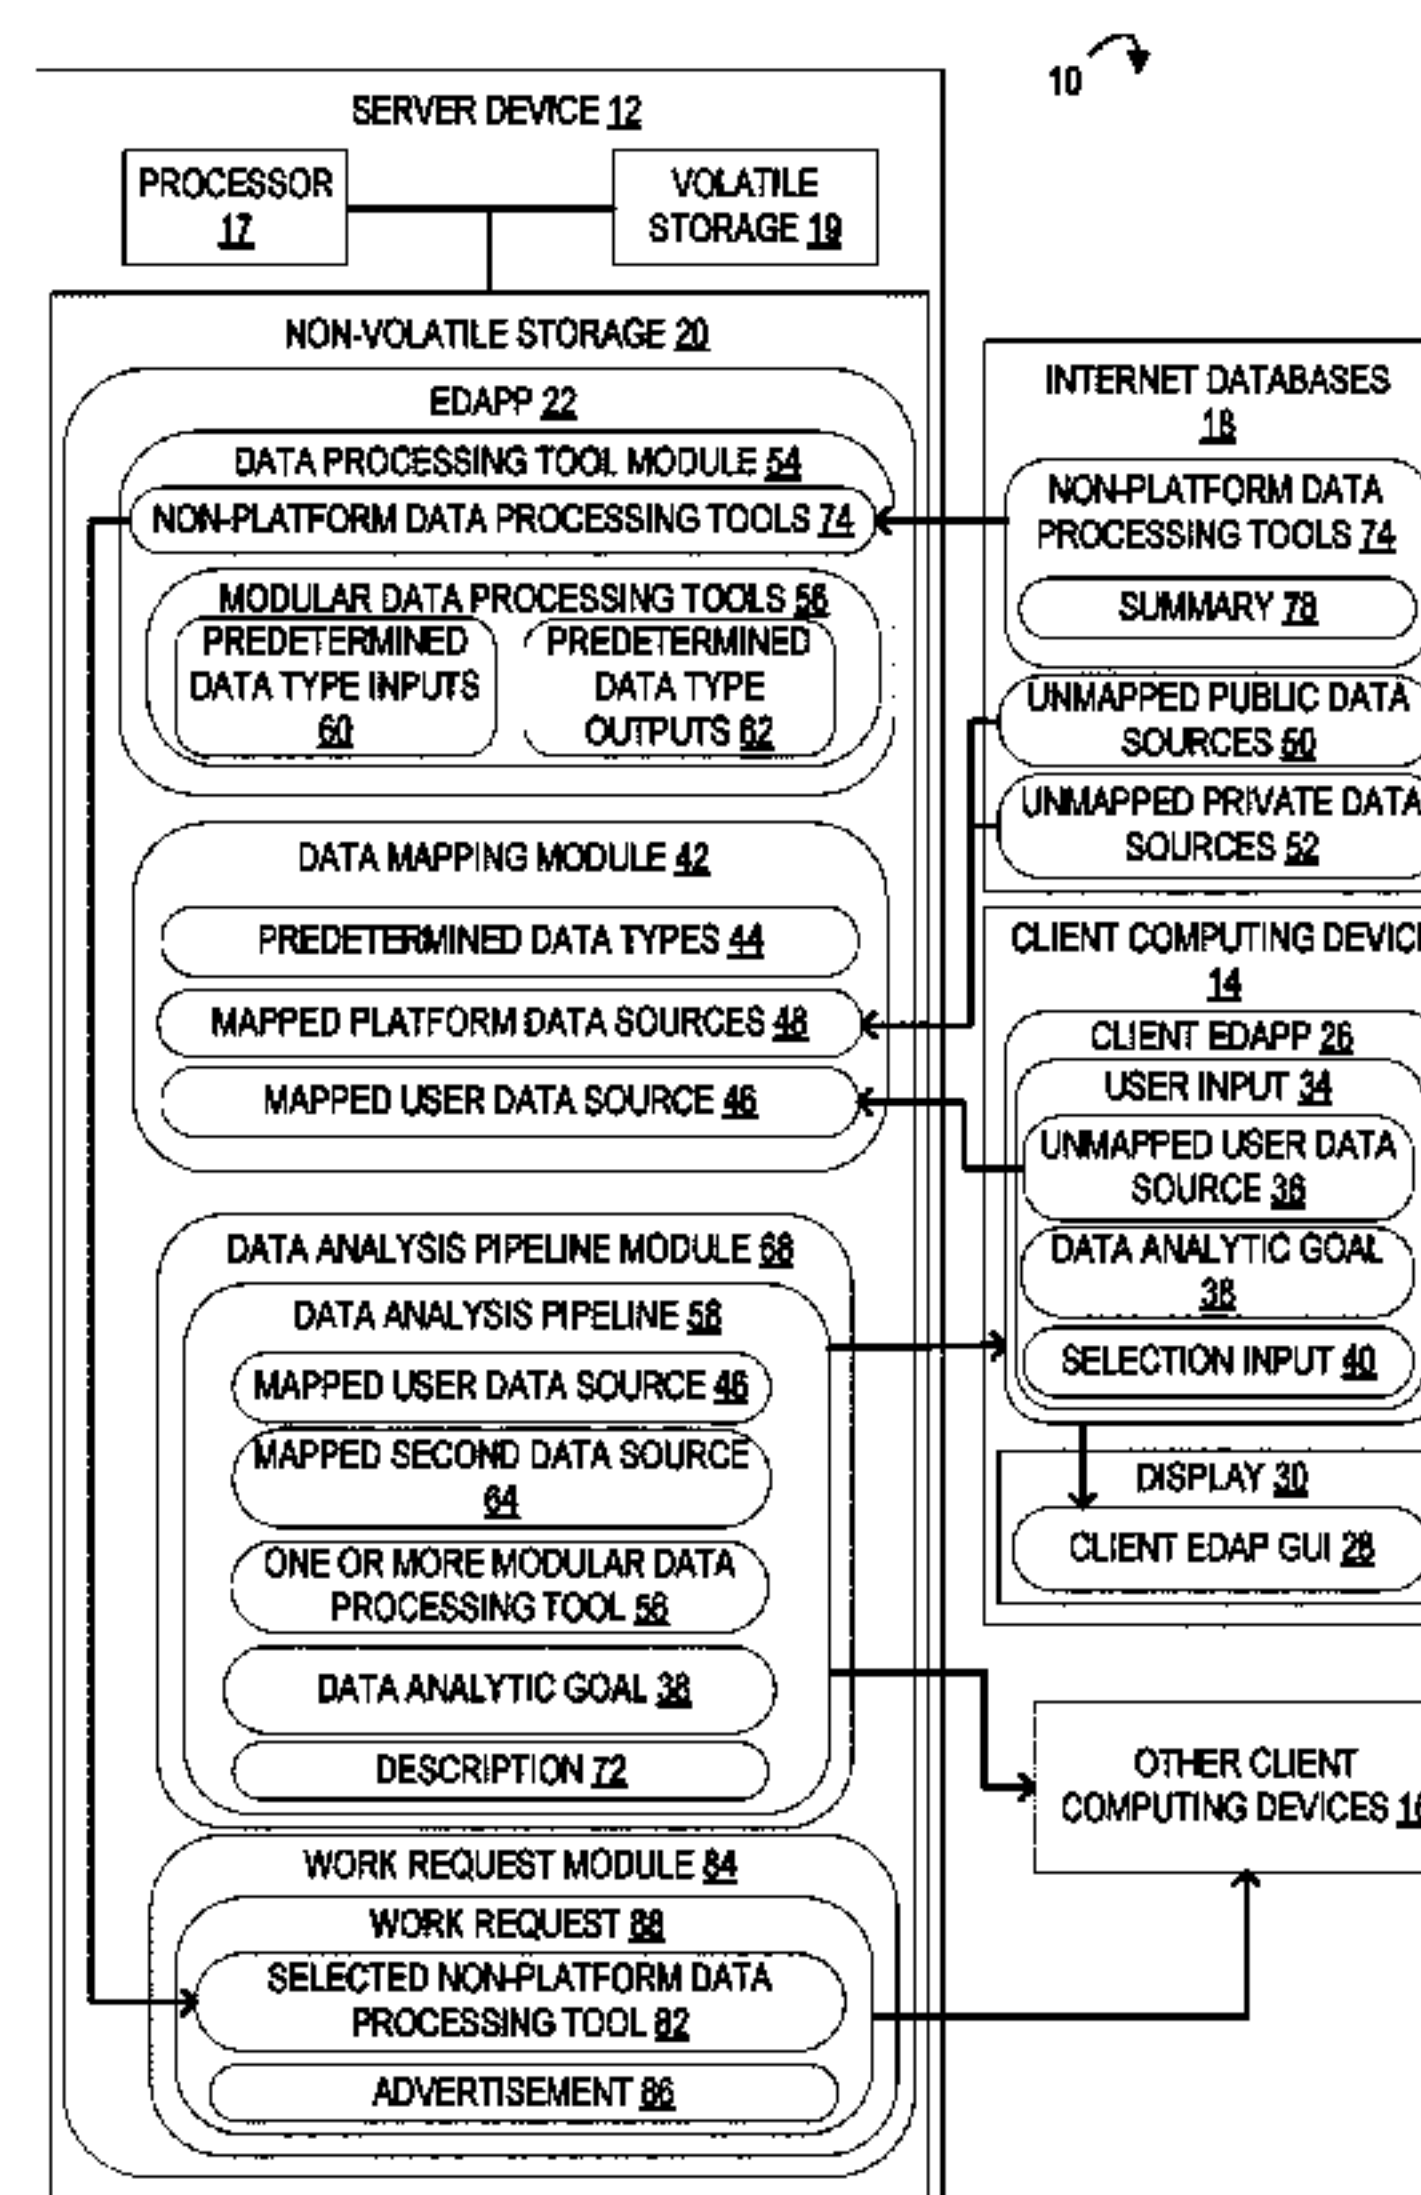 10
SERVER DEVICE 12
PROCESSOR
17
VOLATILE
STORAGE 19
NON-VOLATILE STORAGE 20
EDAPP 22
DATA PROCESSING TOOL MODULE 54
NON-PLATFORM DATA PROCESSING TOOLS 74
MODULAR DATA PROCESSING TOOLS 56
PREDETERMINED
DATA TYPE INPUTS
60
PREDETERMINED
DATA TYPE
OUTPUTS 62
DATA MAPPING MODULE 42
PREDETERMINED DATA TYPES 44
MAPPED PLATFORM DATA SOURCES 48
MAPPED USER DATA SOURCE 46
DATA ANALYSIS PIPELINE MODULE 68
DATA ANALYSIS PIPELINE 58
MAPPED USER DATA SOURCE 46
MAPPED SECOND DATA SOURCE
64
ONE OR MORE MODULAR DATA
PROCESSING TOOL 56
DATA ANALYTIC GOAL 38
DESCRIPTION 72
WORK REQUEST MODULE 84
WORK REQUEST 88
SELECTED NON-PLATFORM DATA
PROCESSING TOOL 82
ADVERTISEMENT 86
INTERNET DATABASES
18
NON-PLATFORM DATA
PROCESSING TOOLS 74
SUMMARY 78
UNMAPPED PUBLIC DATA
SOURCES 50
UNMAPPED PRIVATE DATA
SOURCES 52
CLIENT COMPUTING DEVICE
14
CLIENT EDAPP 26
USER INPUT 34
UNMAPPED USER DATA
SOURCE 36
DATA ANALYTIC GOAL
38
SELECTION INPUT 40
DISPLAY 30
CLIENT EDAP GUI 28
OTHER CLIENT
COMPUTING DEVICES 16